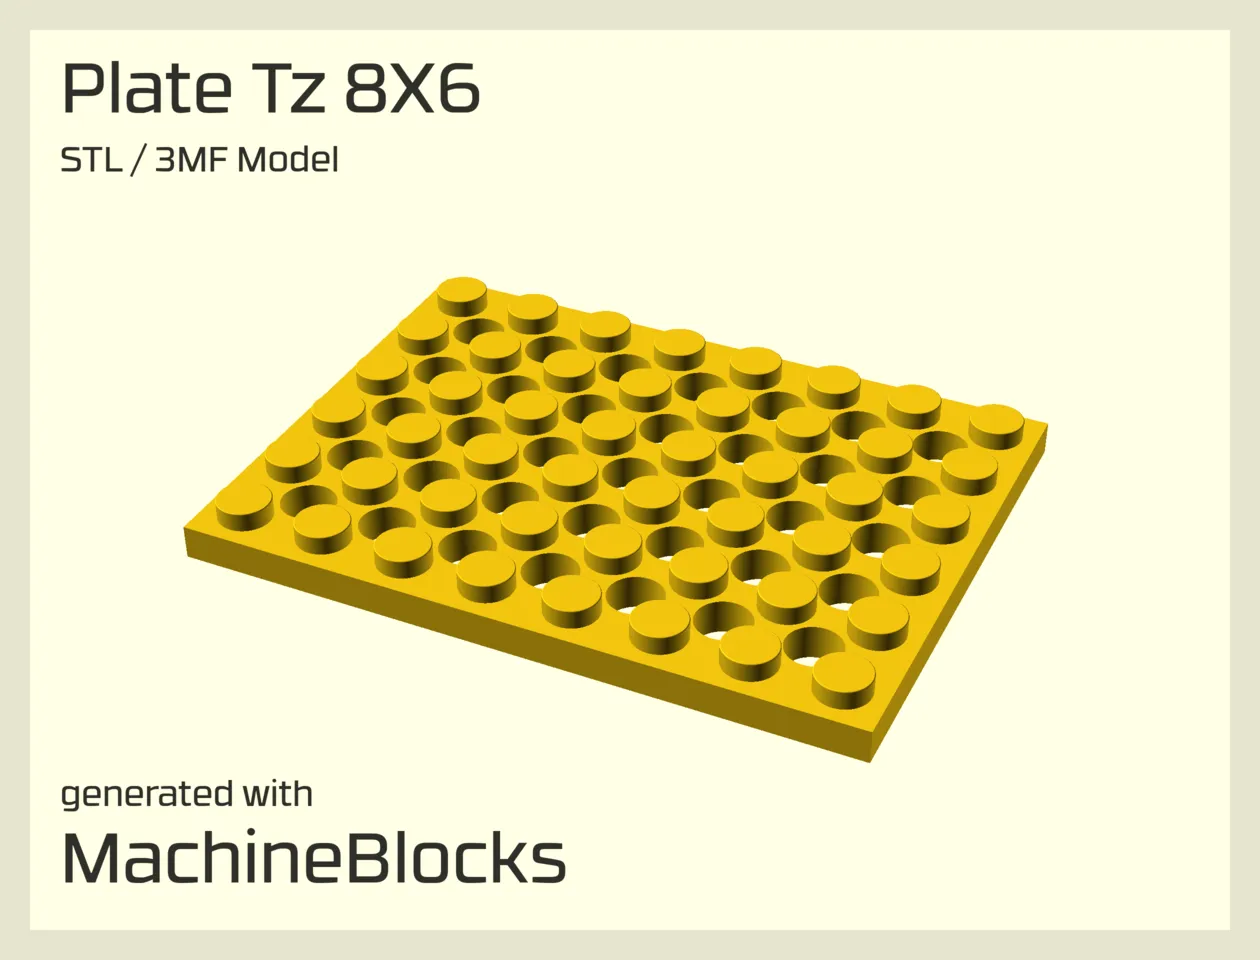 Plate Tz 8X6
STL / 3MF Model
generated with
MachineBlocks